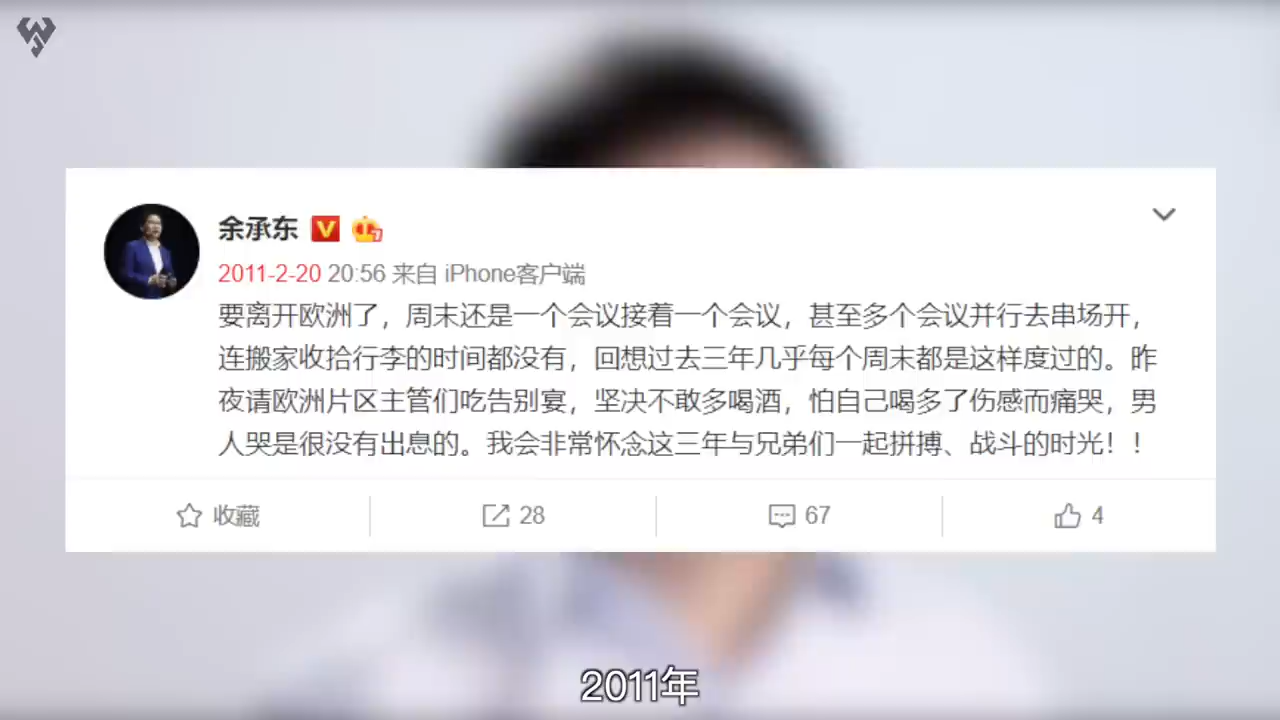 余承东
2011-2-20 20:56 来自 iPhone客户端
要离开欧洲了，周末还是一个会议接着一个会议，甚至多个会议并行去串场开，
连搬家收拾行李的时间都没有，回想过去三年几乎每个周末都是这样度过的。昨
夜请欧洲片区主管们吃告别宴，坚决不敢多喝酒，怕自己喝多了伤感而痛哭，男
人哭是很没有出息的。我会非常怀念这三年与兄弟们一起拼搏、战斗的时光！！
收藏
28
67
4
2011年